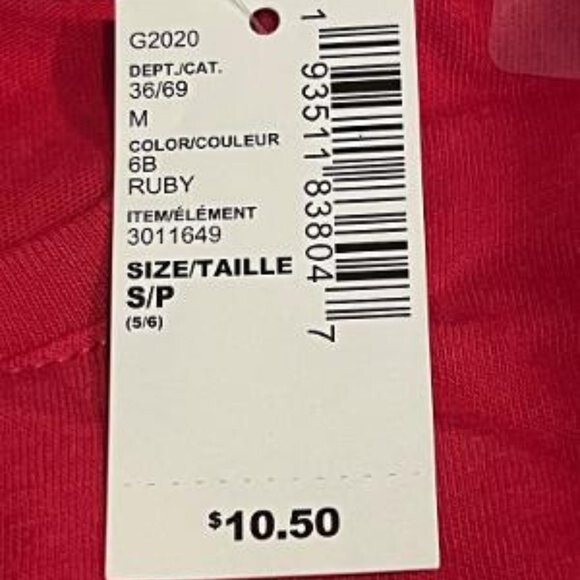 G2020
DEPT./CAT.
36/69
M
COLOR/COULEUR
6B
RUBY
ITEM/ÉLÉMENT
3011649
SIZE/TAILLE
S/P
(5/6)
1 93511 83804 7
$10.50